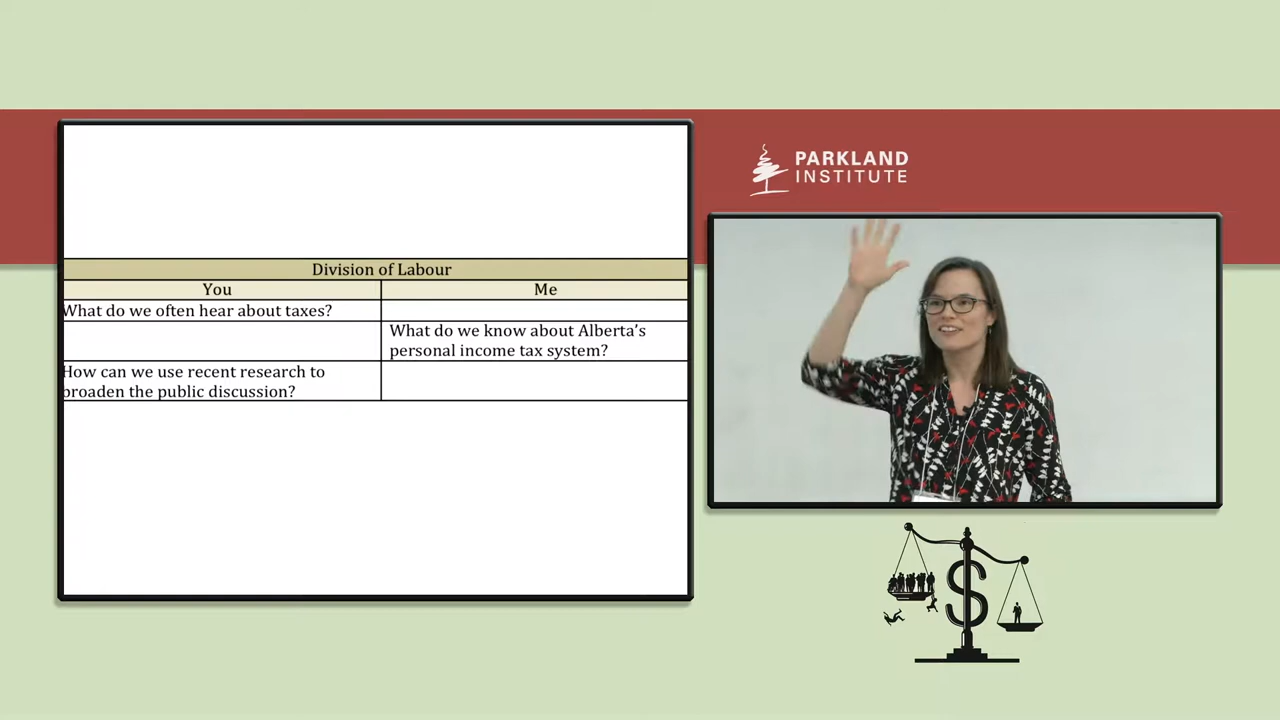 Division of Labour
You
Me
What do we often hear about taxes?
What do we know about Alberta's
personal income tax system?
How can we use recent research to
broaden the public discussion?
PARKLAND
INSTITUTE
$